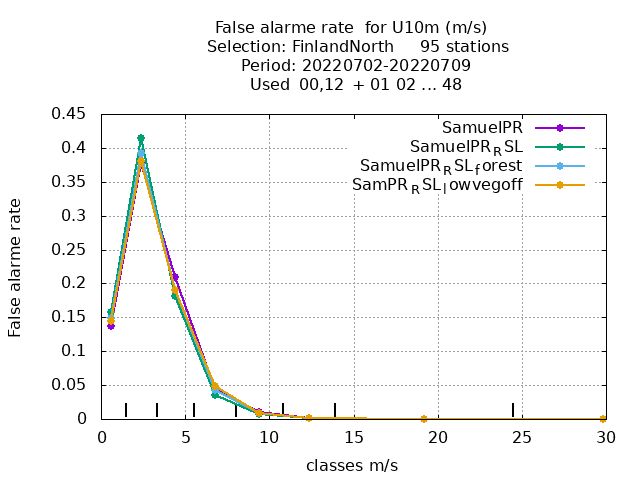 False alarme rate for U10m (m/s)
Selection: FinlandNorth 95 stations
Period: 20220702-20220709
Used 00,12 + 01 02 ... 48
0.45
0.4
0.35
0.3
0.25
0.2
0.15
0.1
0.05
0
False alarme rate
SamuelPR
SamuelPR_RSL
SamuelPR_RSL_forest
SamPR_RSL_lowvegoff
0 5 10 15 20 25 30
classes m/s